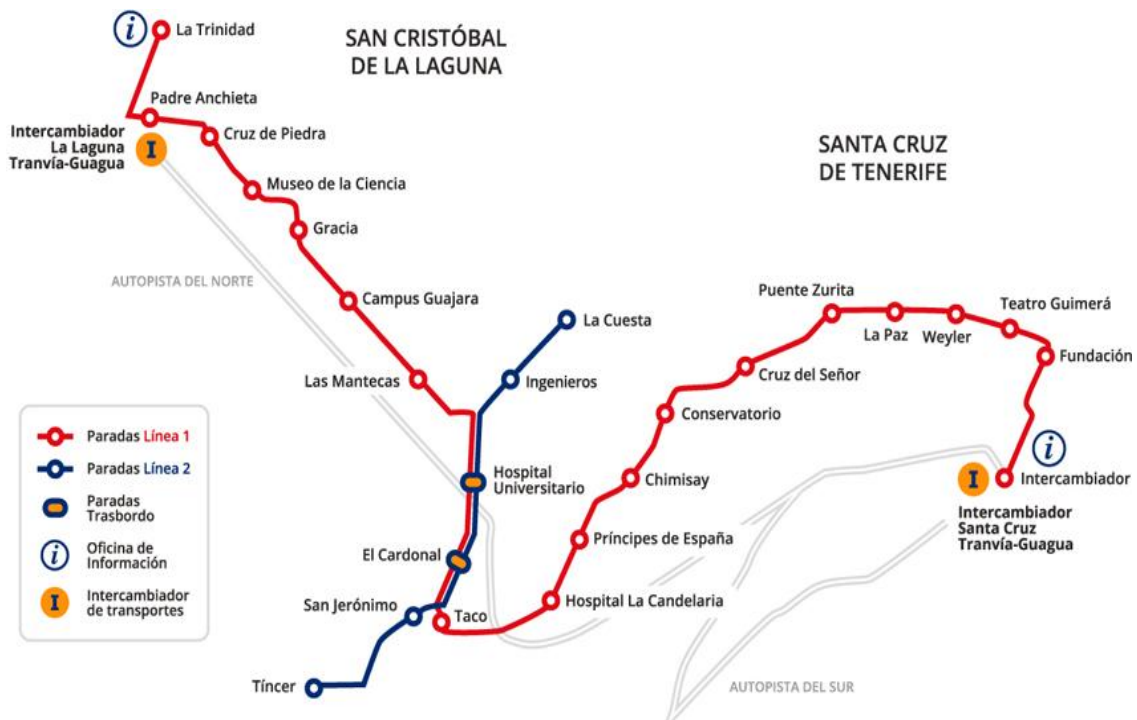 i
La Trinidad
SAN CRISTÓBAL
DE LA LAGUNA
Padre Anchieta
Intercambiador
La Laguna
Tranvía-Guagua
I
Cruz de Piedra
SANTA CRUZ
DE TENERIFE
Museo de la Ciencia
Gracia
AUTOPISTA DEL NORTE
Campus Guajara
La Cuesta
Puente Zurita
La Paz
Weyler
Teatro Guimerá
Fundación
Las Mantecas
Ingenieros
Cruz del Señor
Conservatorio
Paradas Línea 1
Paradas Línea 2
Paradas
Trasbordo
i
Oficina de
Información
I
Intercambiador
de transportes
Hospital
Universitario
Chimisay
i
I
Intercambiador
Intercambiador
Santa Cruz
Tranvía-Guagua
El Cardonal
Príncipes de España
San Jerónimo
Taco
Hospital La Candelaria
Tíncer
AUTOPISTA DEL SUR